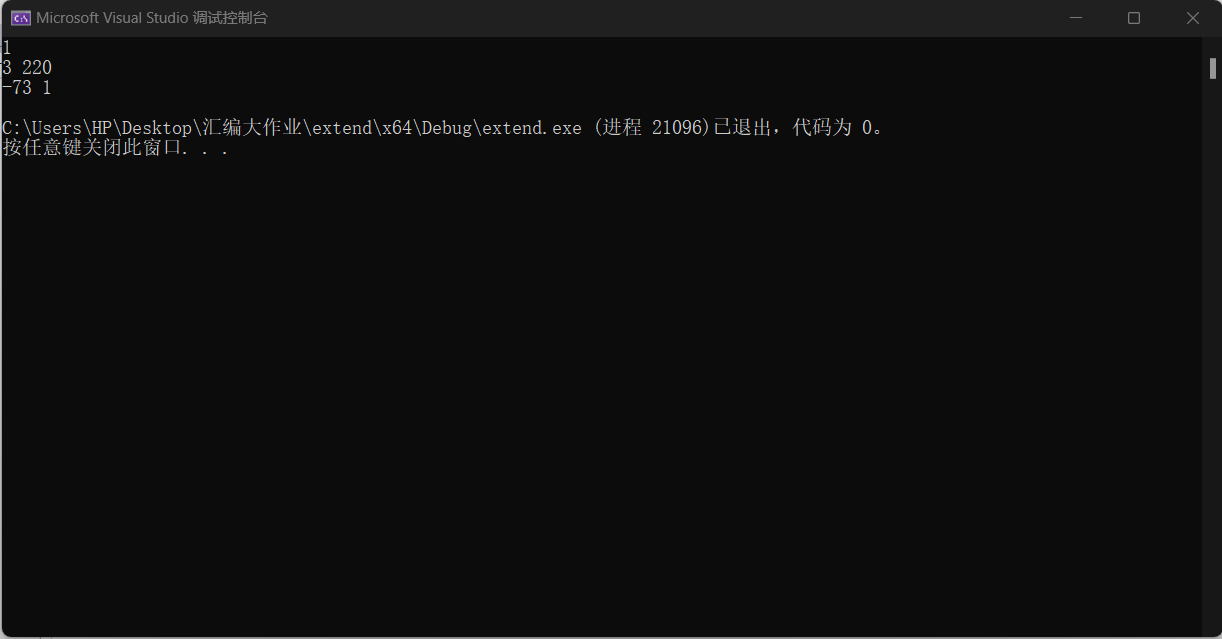 Microsoft Visual Studio 调试控制台
1
3 220
-73 1
C:\Users\HP\Desktop\汇编大作业\extend\x64\Debug\extend.exe (进程 21096)已退出，代码为 0。
按任意键关闭此窗口. . .